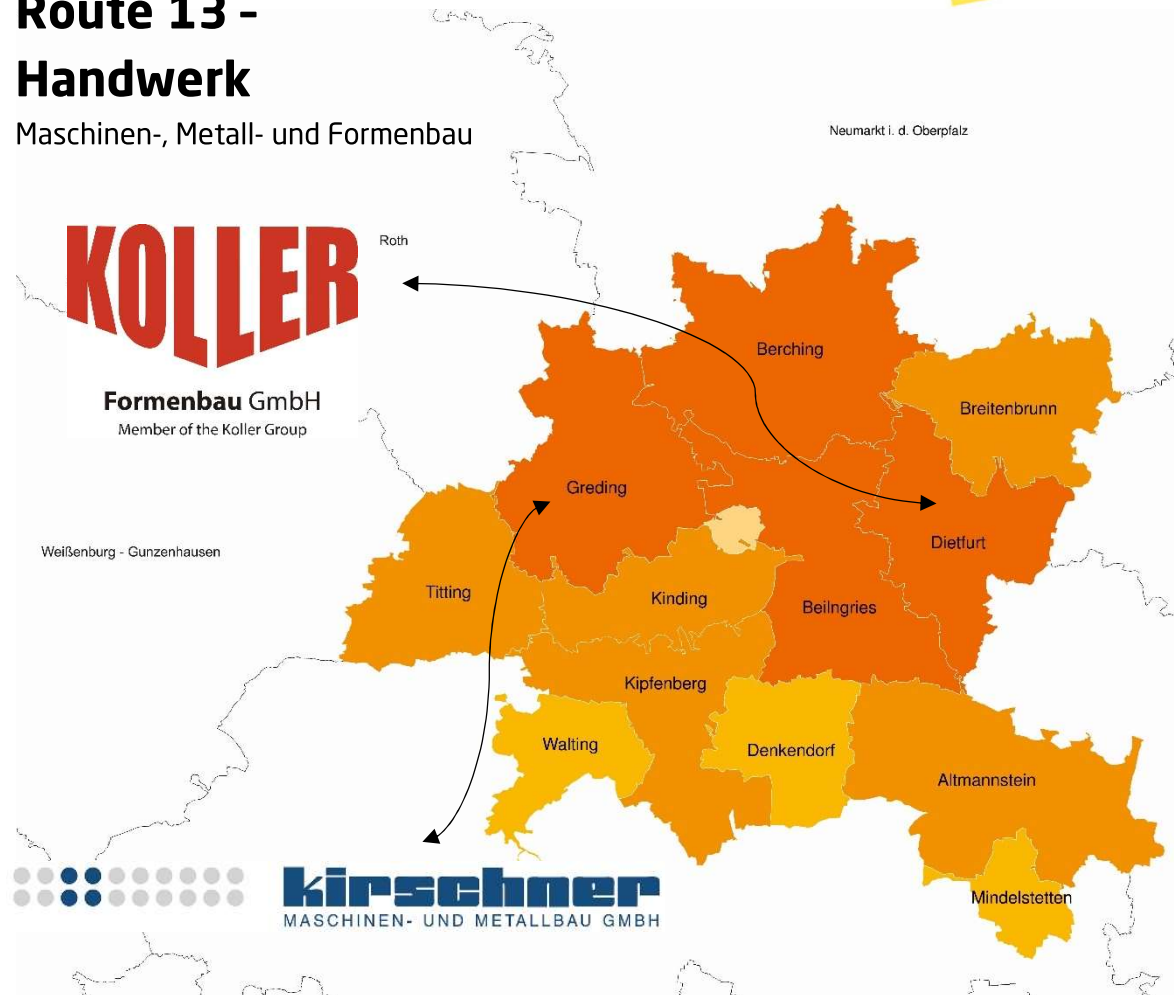 Route 13 –
Handwerk
Maschinen-, Metall- und Formenbau
Neumarkt i. d. Oberpfalz
KOLLER
Roth
Formenbau GmbH
Member of the Koller Group
Berching
Breitenbrunn
Greding
Weißenburg - Gunzenhausen
Dietfurt
Titting
Kinding
Beilngries
Kipfenberg
Walting
Denkendorf
Altmannstein
kirschner
MASCHINEN- UND METALLBAU GMBH
Mindelstetten